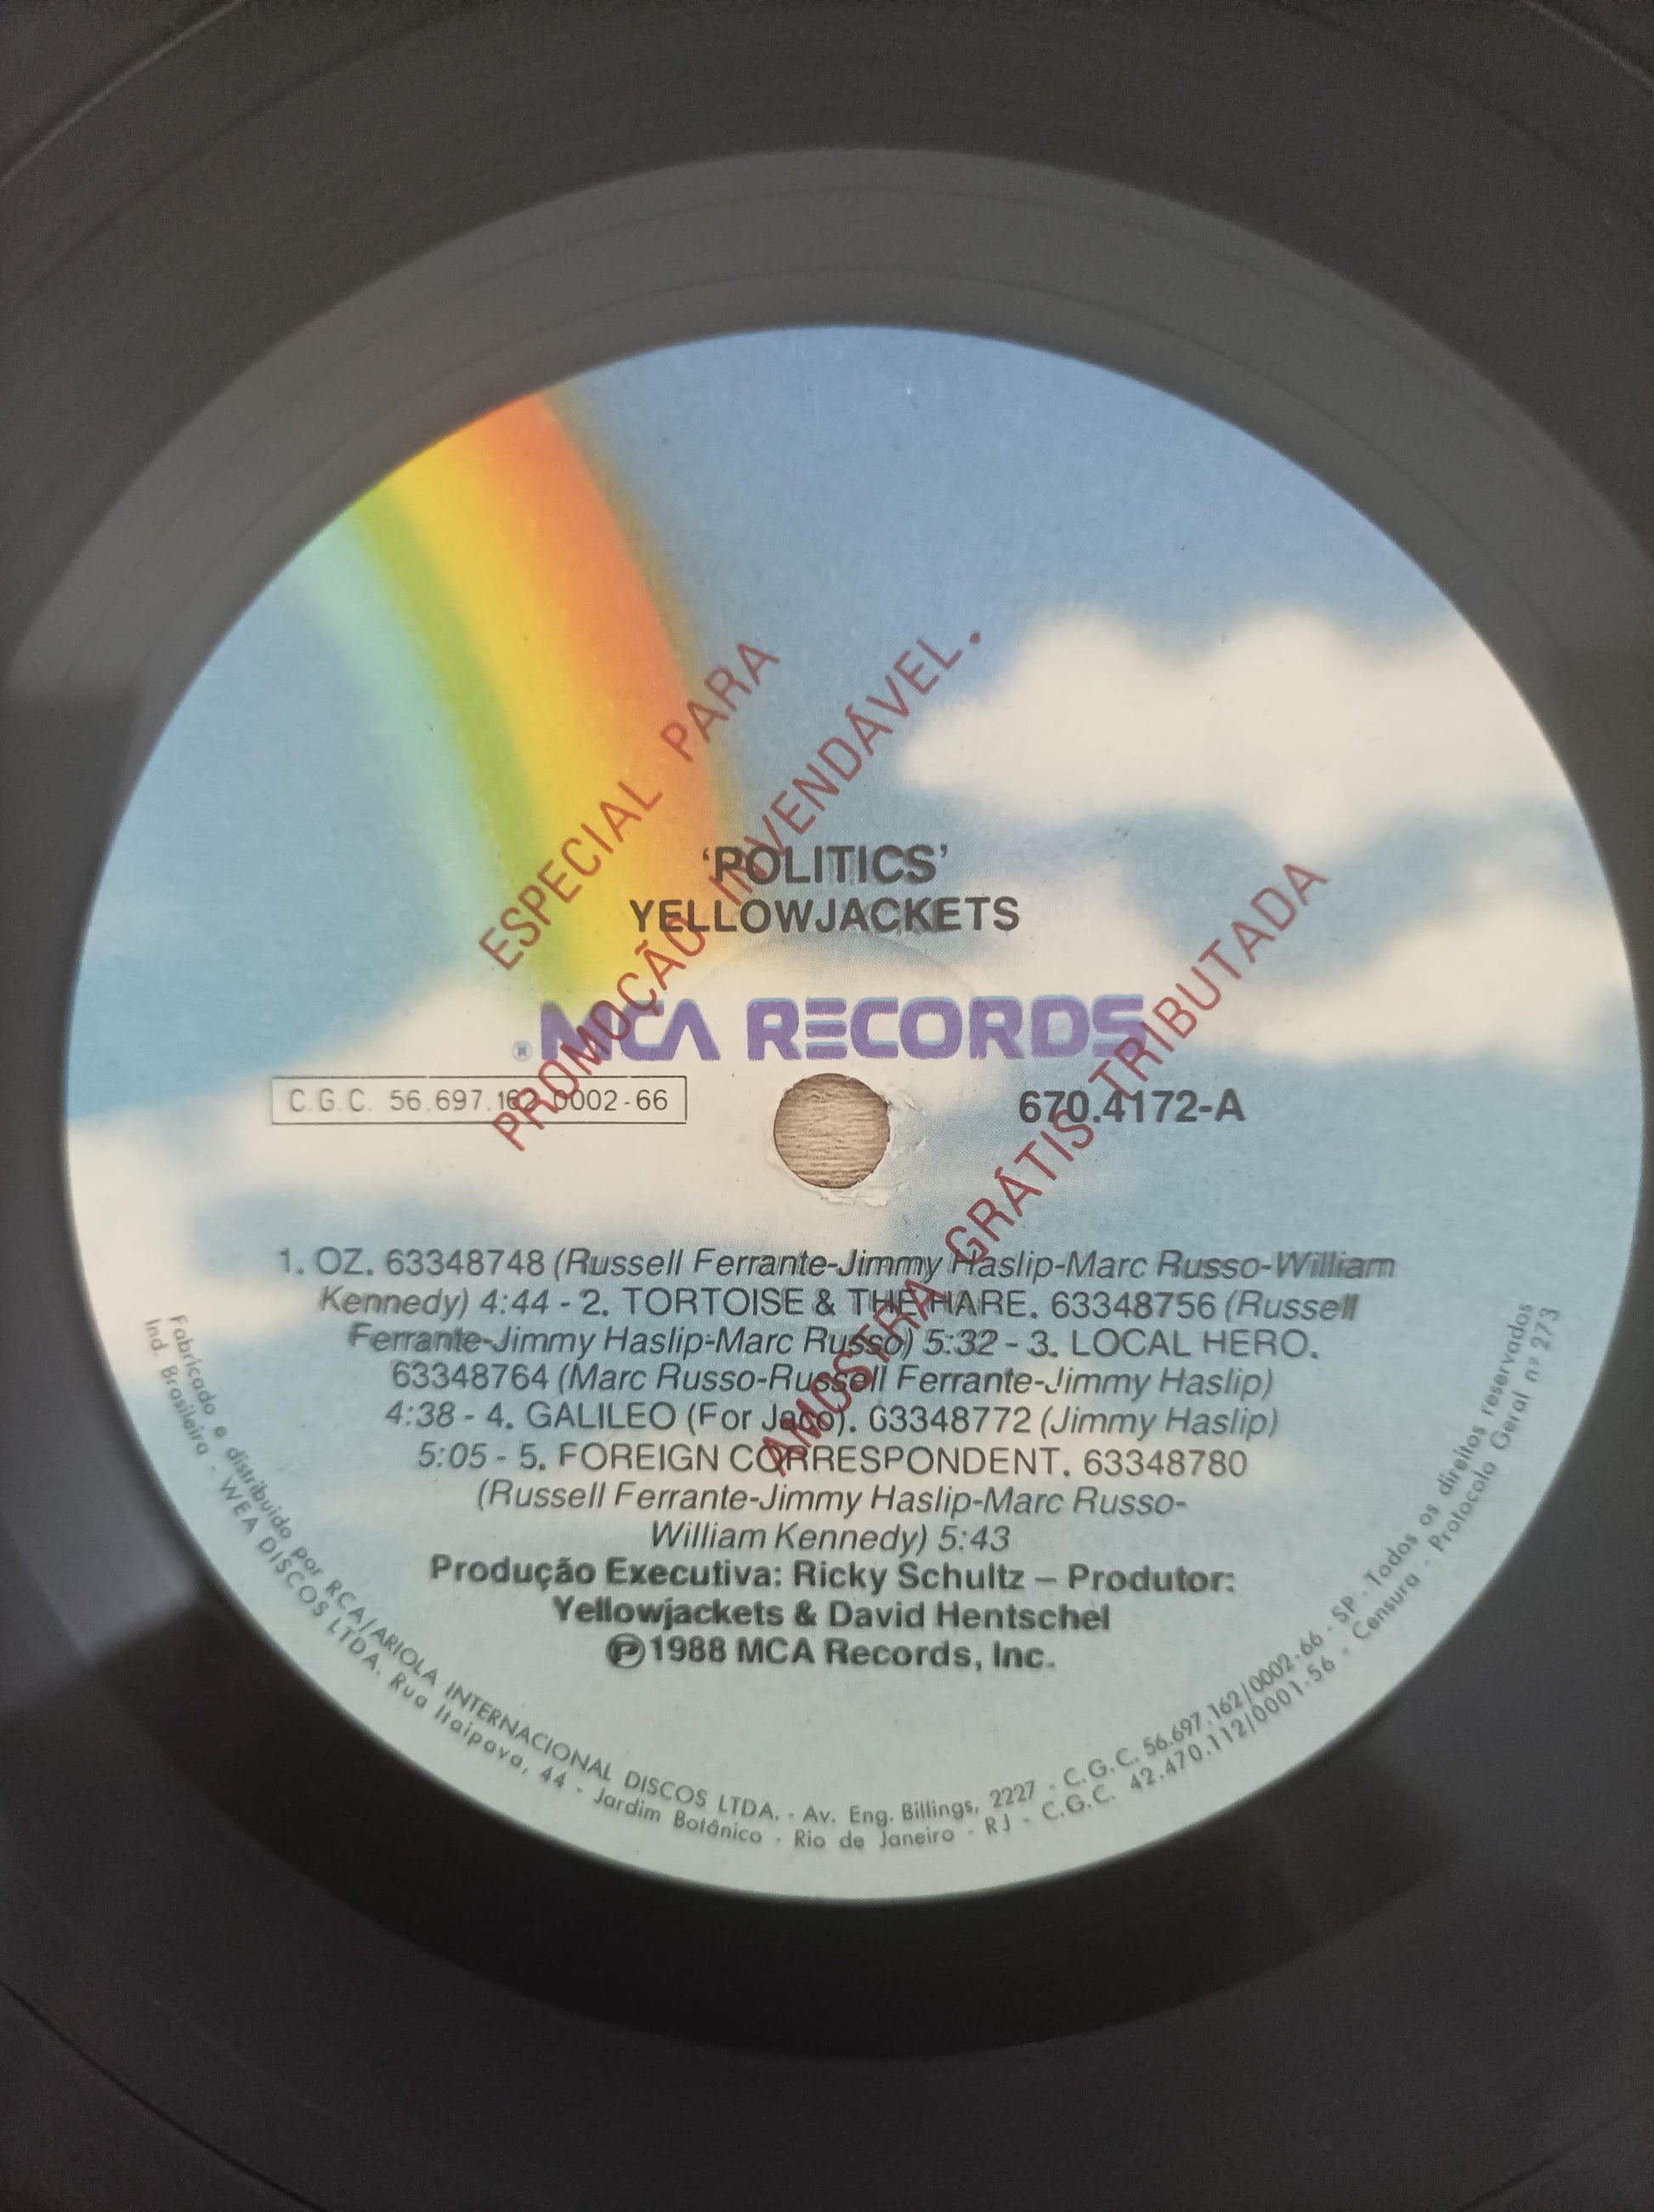 ESPECIAL PARA
PROMOÇÃO INVENDÁVEL.
AMOSTRA GRÁTIS TRIBUTADA
‘POLITICS’
YELLOWJACKETS
® MCA RECORDS
C.G.C. 56.697.162/0002-66
670.4172-A
1. OZ. 63348748 (Russell Ferrante-Jimmy Haslip-Marc Russo-William
Kennedy) 4:44 - 2. TORTOISE & THE HARE. 63348756 (Russell
Ferrante-Jimmy Haslip-Marc Russo) 5:32 - 3. LOCAL HERO.
63348764 (Marc Russo-Russell Ferrante-Jimmy Haslip)
4:38 - 4. GALILEO (For Jaco). 63348772 (Jimmy Haslip)
5:05 - 5. FOREIGN CORRESPONDENT. 63348780
(Russell Ferrante-Jimmy Haslip-Marc Russo-
William Kennedy) 5:43
Produção Executiva: Ricky Schultz – Produtor:
Yellowjackets & David Hentschel
Ⓟ1988 MCA Records, Inc.
Fabricado e distribuido por RCA/ARIOLA INTERNACIONAL DISCOS LTDA. - Av. Eng. Billings, 2227 - C.G.C. 56.697.162/0002-66 - SP - Todos os direitos reservados
Ind. Brasileira - WEA DISCOS LTDA. Rua Itaipava, 44 - Jardim Botânico - Rio de Janeiro - RJ - C.G.C. 42.470.112/0001-56 - Censura - Protocolo Geral nº 273